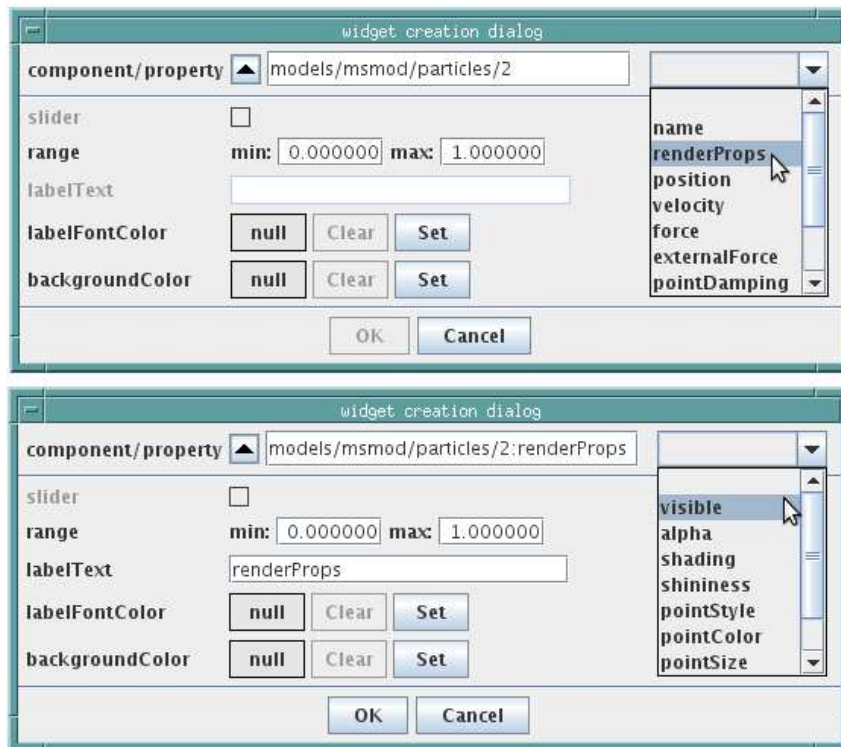 widget creation dialog
component/property models/msmod/particles/2
slider
name
range min: 0.000000 max: 1.000000
renderProps
labelText
position
velocity
labelFontColor null Clear Set
force
externalForce
backgroundColor null Clear Set
pointDamping
OK Cancel
widget creation dialog
component/property models/msmod/particles/2:renderProps
slider
visible
range min: 0.000000 max: 1.000000
alpha
shading
labelText renderProps
shininess
labelFontColor null Clear Set
pointStyle
pointColor
backgroundColor null Clear Set
pointSize
OK Cancel